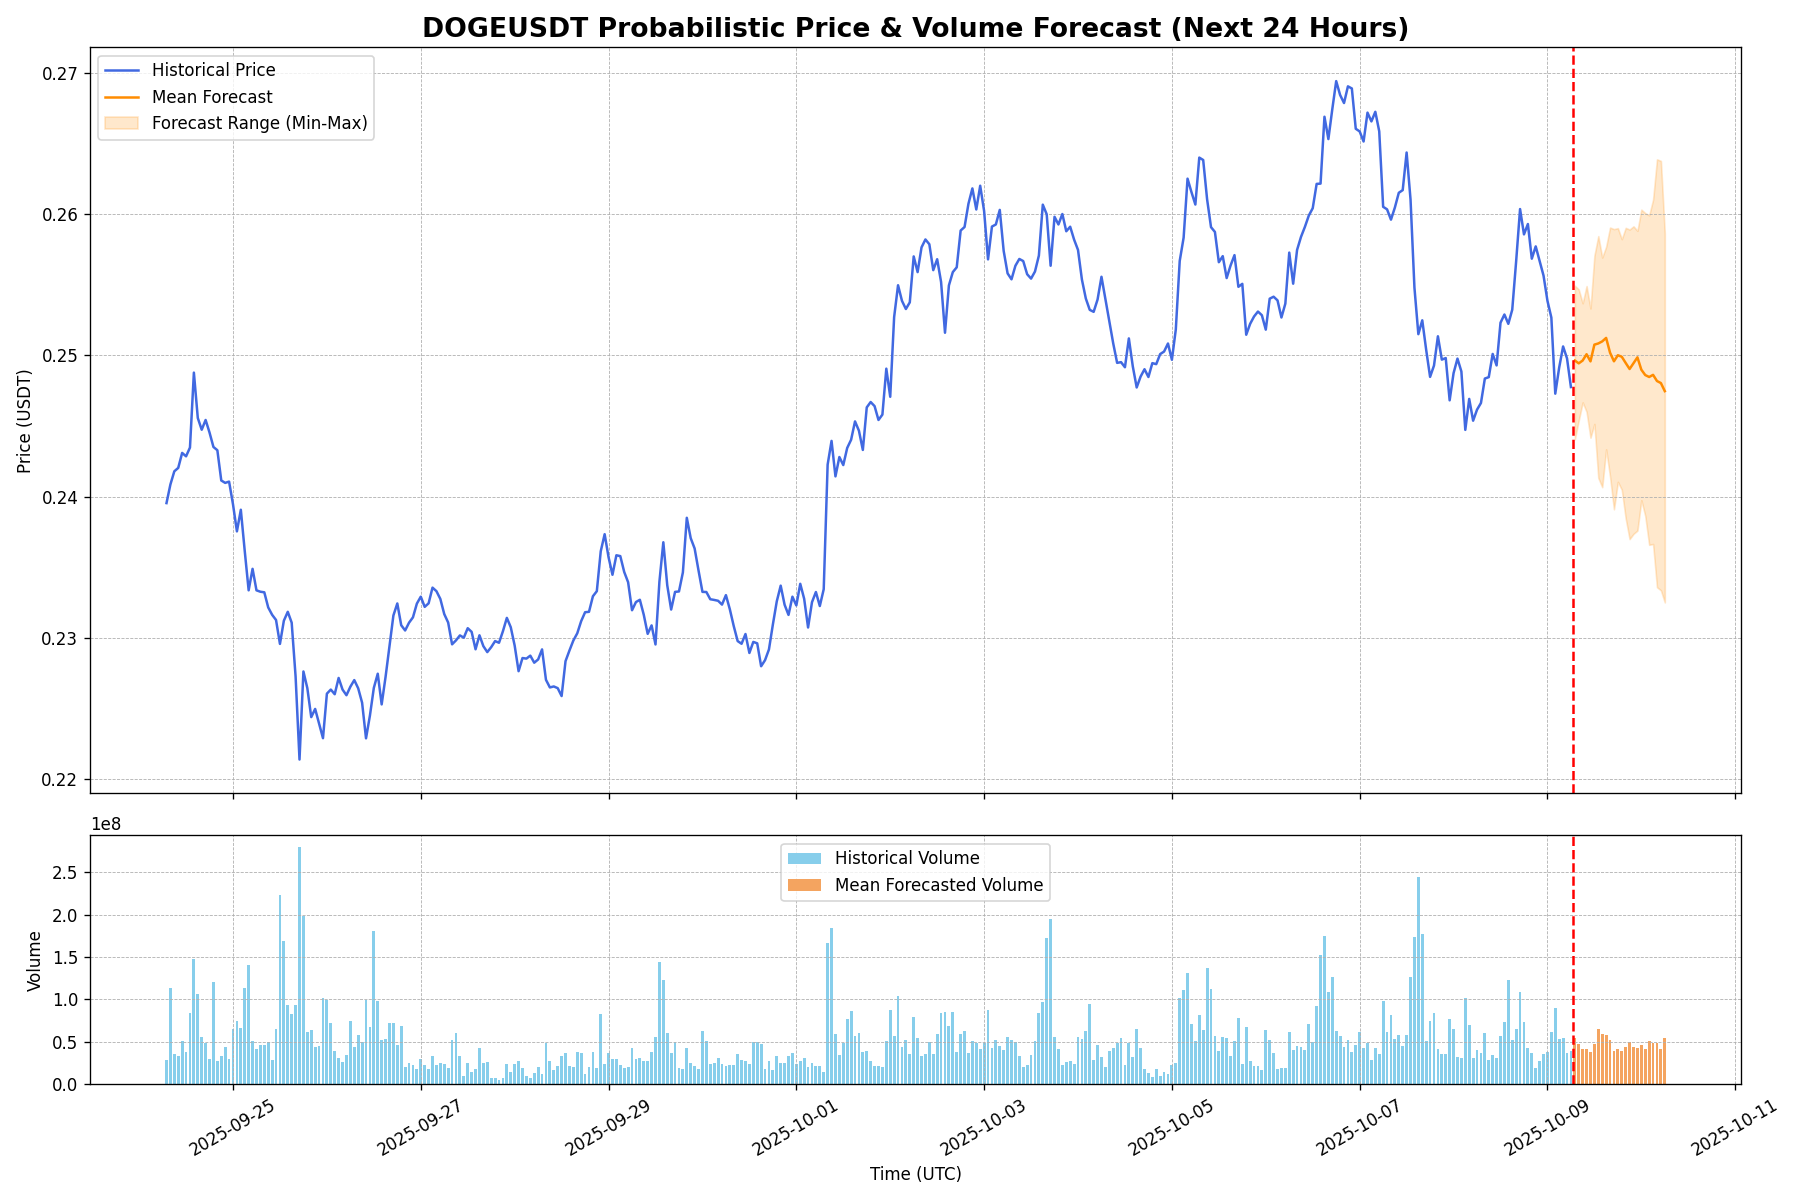 DOGEUSDT Probabilistic Price & Volume Forecast (Next 24 Hours)
Historical Price
Mean Forecast
Forecast Range (Min-Max)
0.27
0.26
0.25
0.24
0.23
0.22
Price (USDT)
1e8
Historical Volume
Mean Forecasted Volume
2.5
2.0
1.5
1.0
0.5
0.0
Volume
2025-09-25
2025-09-27
2025-09-29
2025-10-01
2025-10-03
2025-10-05
2025-10-07
2025-10-09
2025-10-11
Time (UTC)